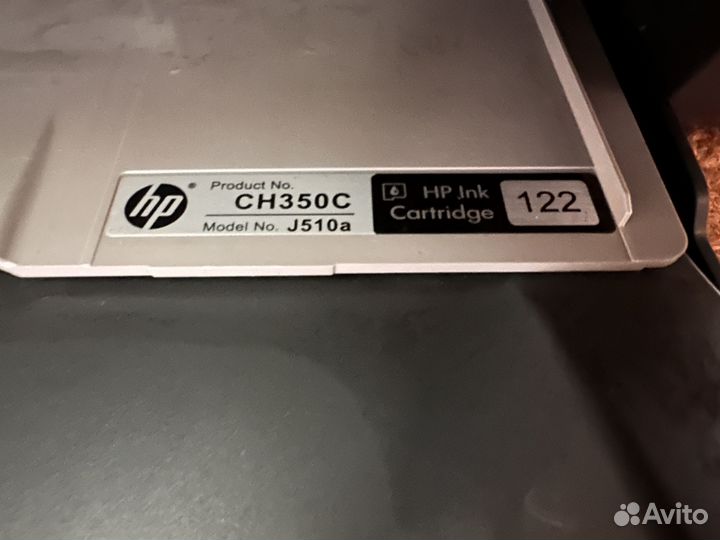 hp
Product No.
CH350C
Model No. J510a
HP Ink
Cartridge
122
Avito